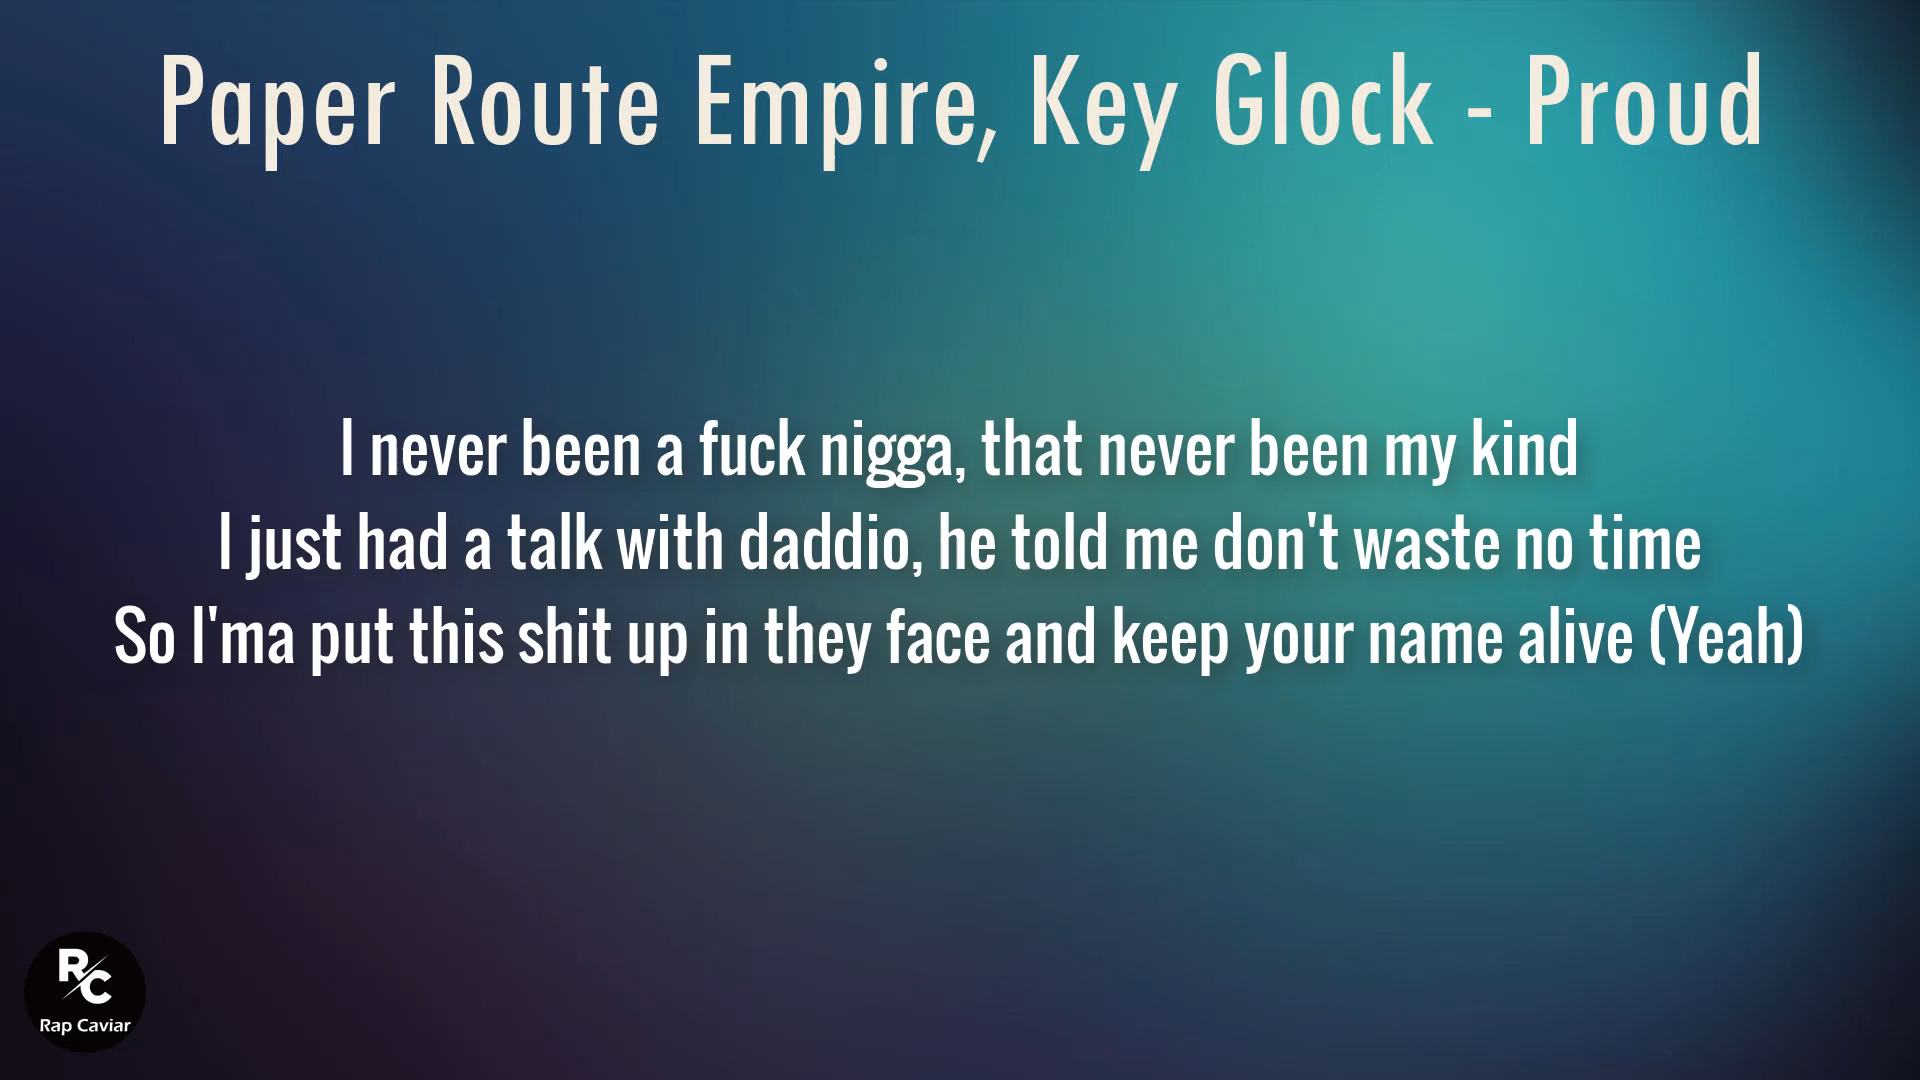 Paper Route Empire, Key Glock - Proud
I never been a fuck nigga, that never been my kind
I just had a talk with daddio, he told me don't waste no time
So I'ma put this shit up in they face and keep your name alive (Yeah)
RC
Rap Caviar